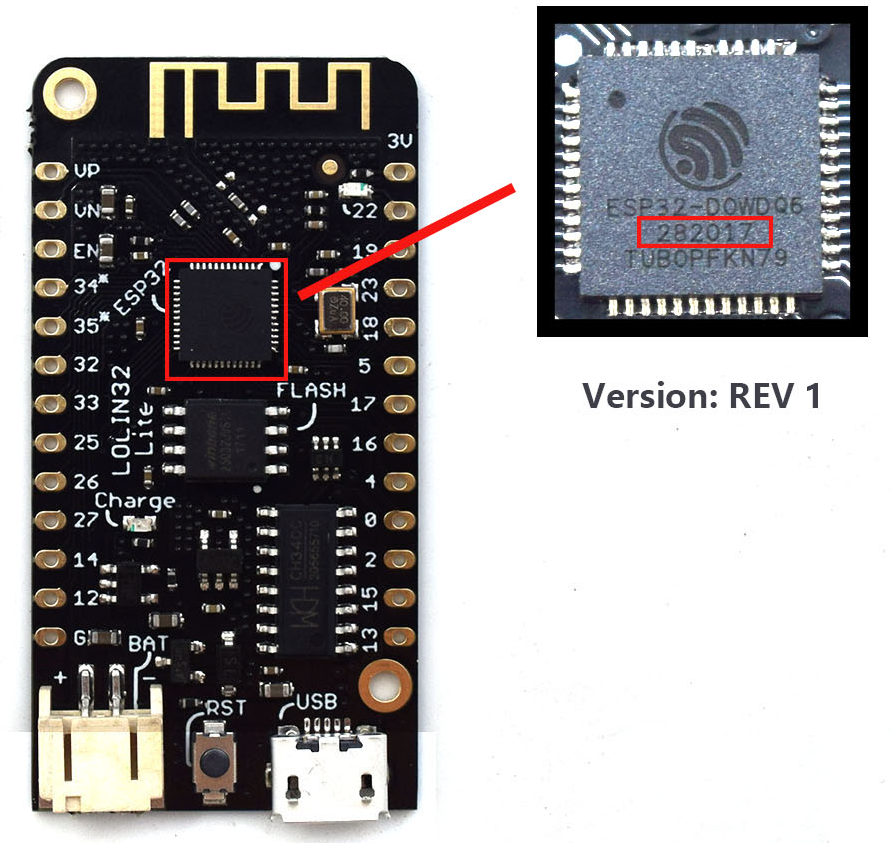 3V
VP
VN
22
EN
19
34*
ESP32
23
35*
18
32
5
FLASH
33
17
LOLIN32
Lite
25
16
26
4
Charge
27
0
CH340C
14
2
12
15
G
13
BAT
+
-
RST
USB
ESP32-D0WDQ6
282017
TUB0PFKN79
Version: REV 1